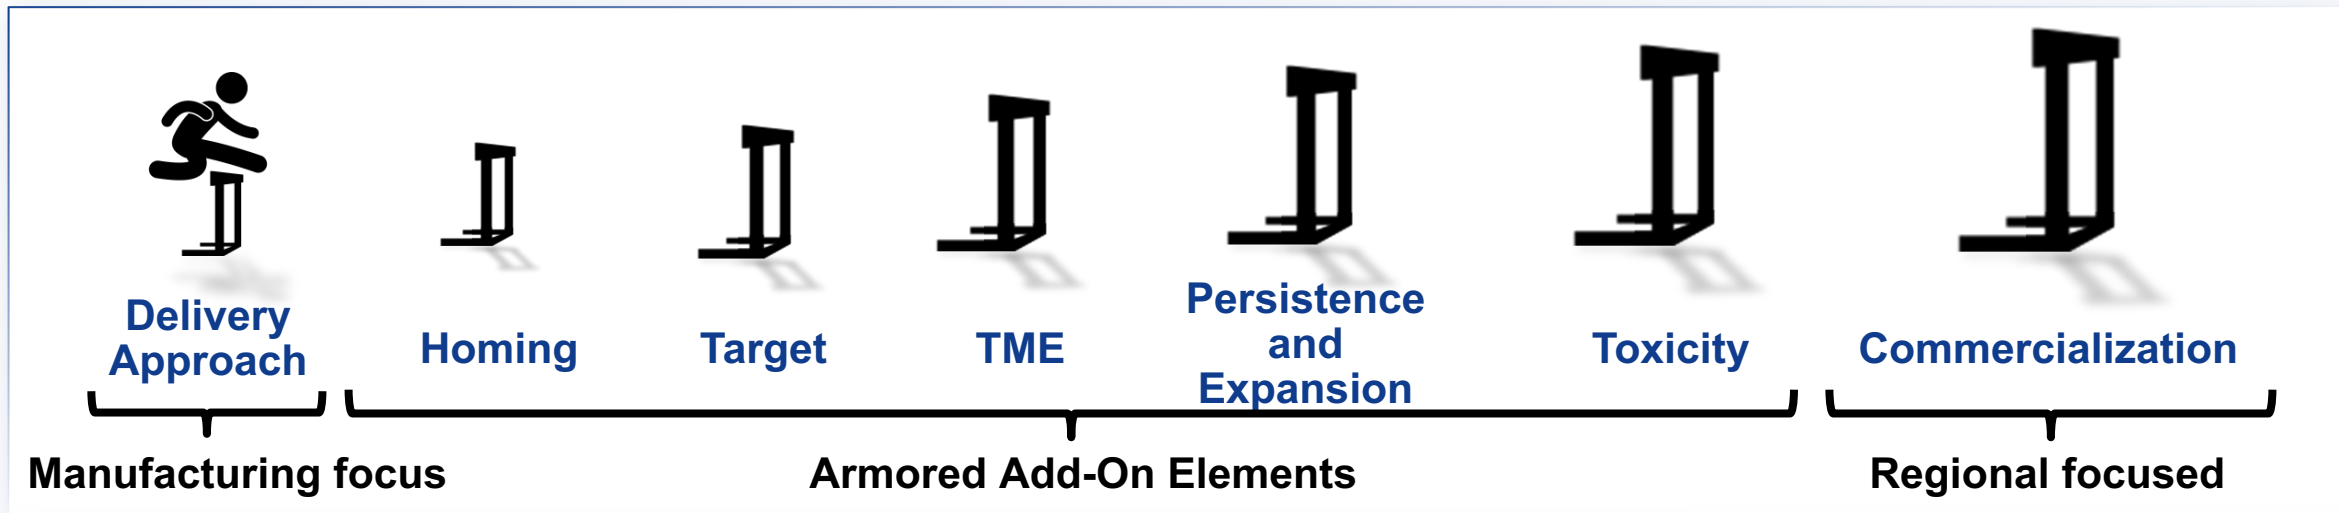 Delivery
Approach
Homing
Target
TME
Persistence
and
Expansion
Toxicity
Commercialization
Manufacturing focus
Armored Add-On Elements
Regional focused